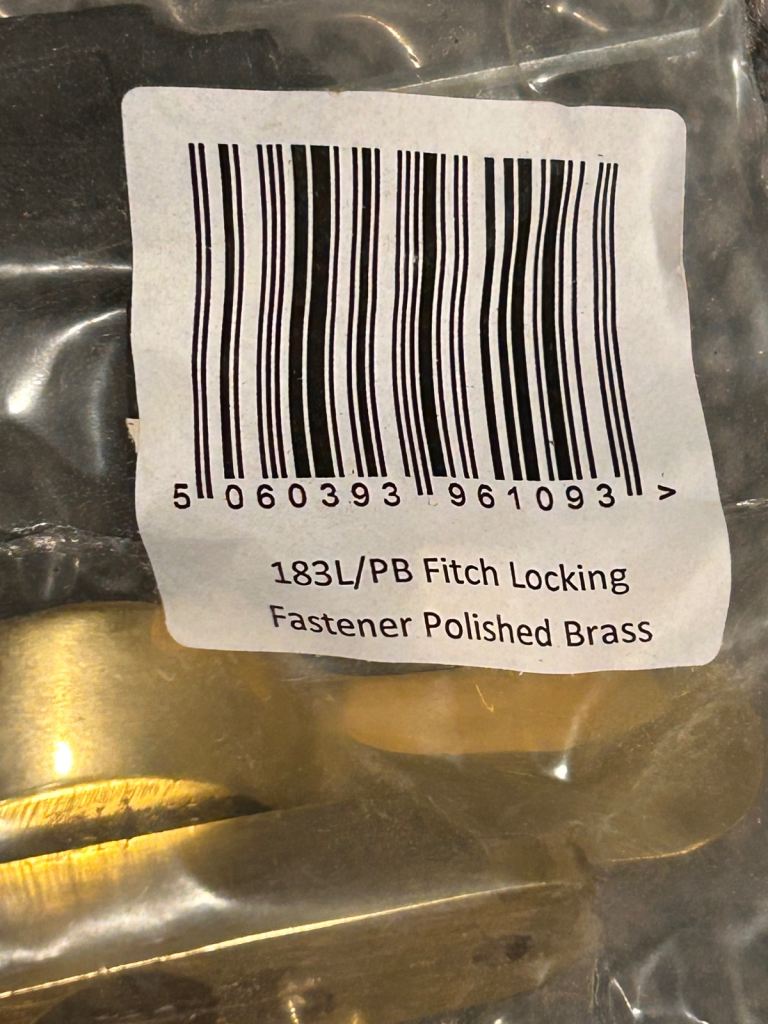 5 060393 961093 >
183L/PB Fitch Locking
Fastener Polished Brass